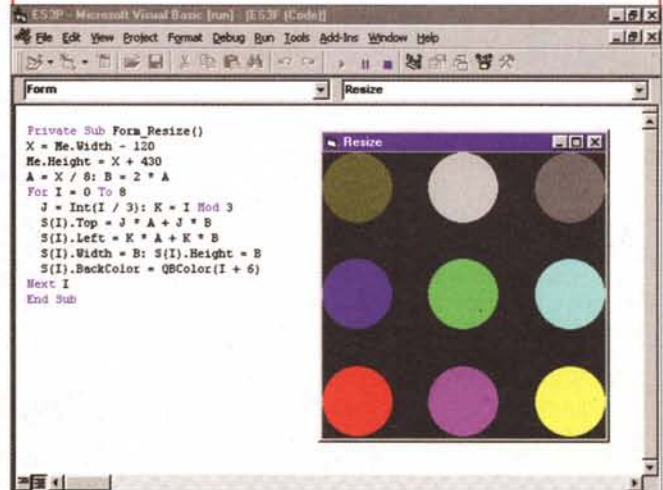 ES3P - Microsoft Visual Basic [run] - [ES3F (Code)]
File Edit View Project Format Debug Run Tools Add-Ins Window Help
Form Resize
Private Sub Form_Resize()
X = Me.Width - 120
Me.Height = X + 430
A = X / 8: B = 2 * A
For I = 0 To 8
J = Int(I / 3): K = I Mod 3
S(I).Top = J * A + J * B
S(I).Left = K * A + K * B
S(I).Width = B: S(I).Height = B
S(I).BackColor = QBColor(I + 6)
Next I
End Sub
Resize